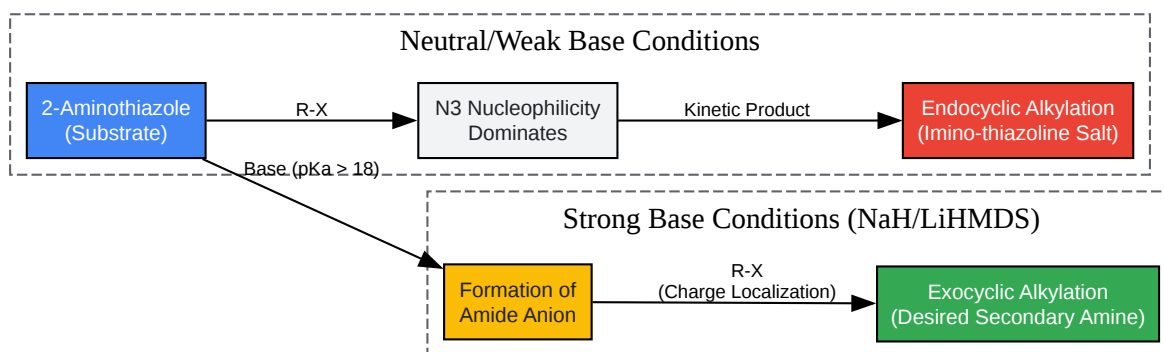 Neutral/Weak Base Conditions
2-Aminothiazole
(Substrate)
R-X
N3 Nucleophilicity
Dominates
Kinetic Product
Endocyclic Alkylation
(Imino-thiazoline Salt)
Base (pKa > 18)
Strong Base Conditions (NaH/LiHMDS)
Formation of
Amide Anion
R-X
(Charge Localization)
Exocyclic Alkylation
(Desired Secondary Amine)